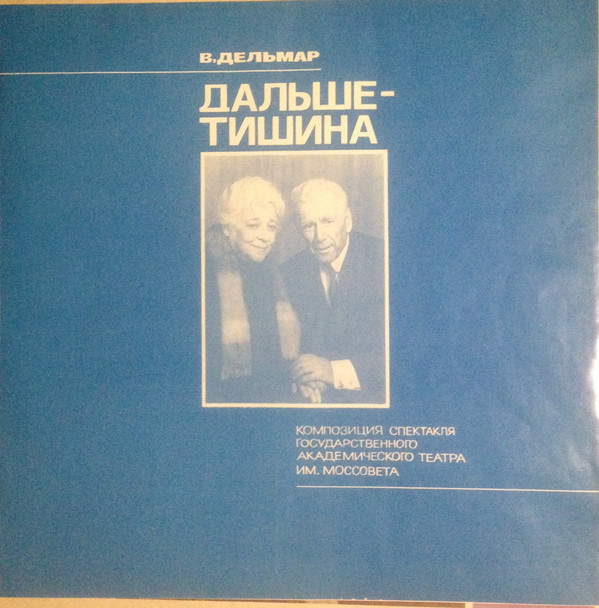 В. ДЕЛЬМАР
ДАЛЬШЕ-
ТИШИНА
КОМПОЗИЦИЯ СПЕКТАКЛЯ
ГОСУДАРСТВЕННОГО
АКАДЕМИЧЕСКОГО ТЕАТРА
ИМ. МОССОВЕТА